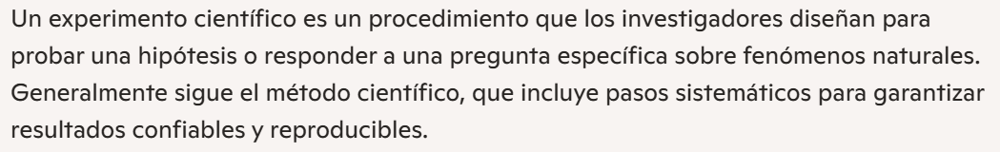 Un experimento científico es un procedimiento que los investigadores diseñan para
probar una hipótesis o responder a una pregunta específica sobre fenómenos naturales.
Generalmente sigue el método científico, que incluye pasos sistemáticos para garantizar
resultados confiables y reproducibles.